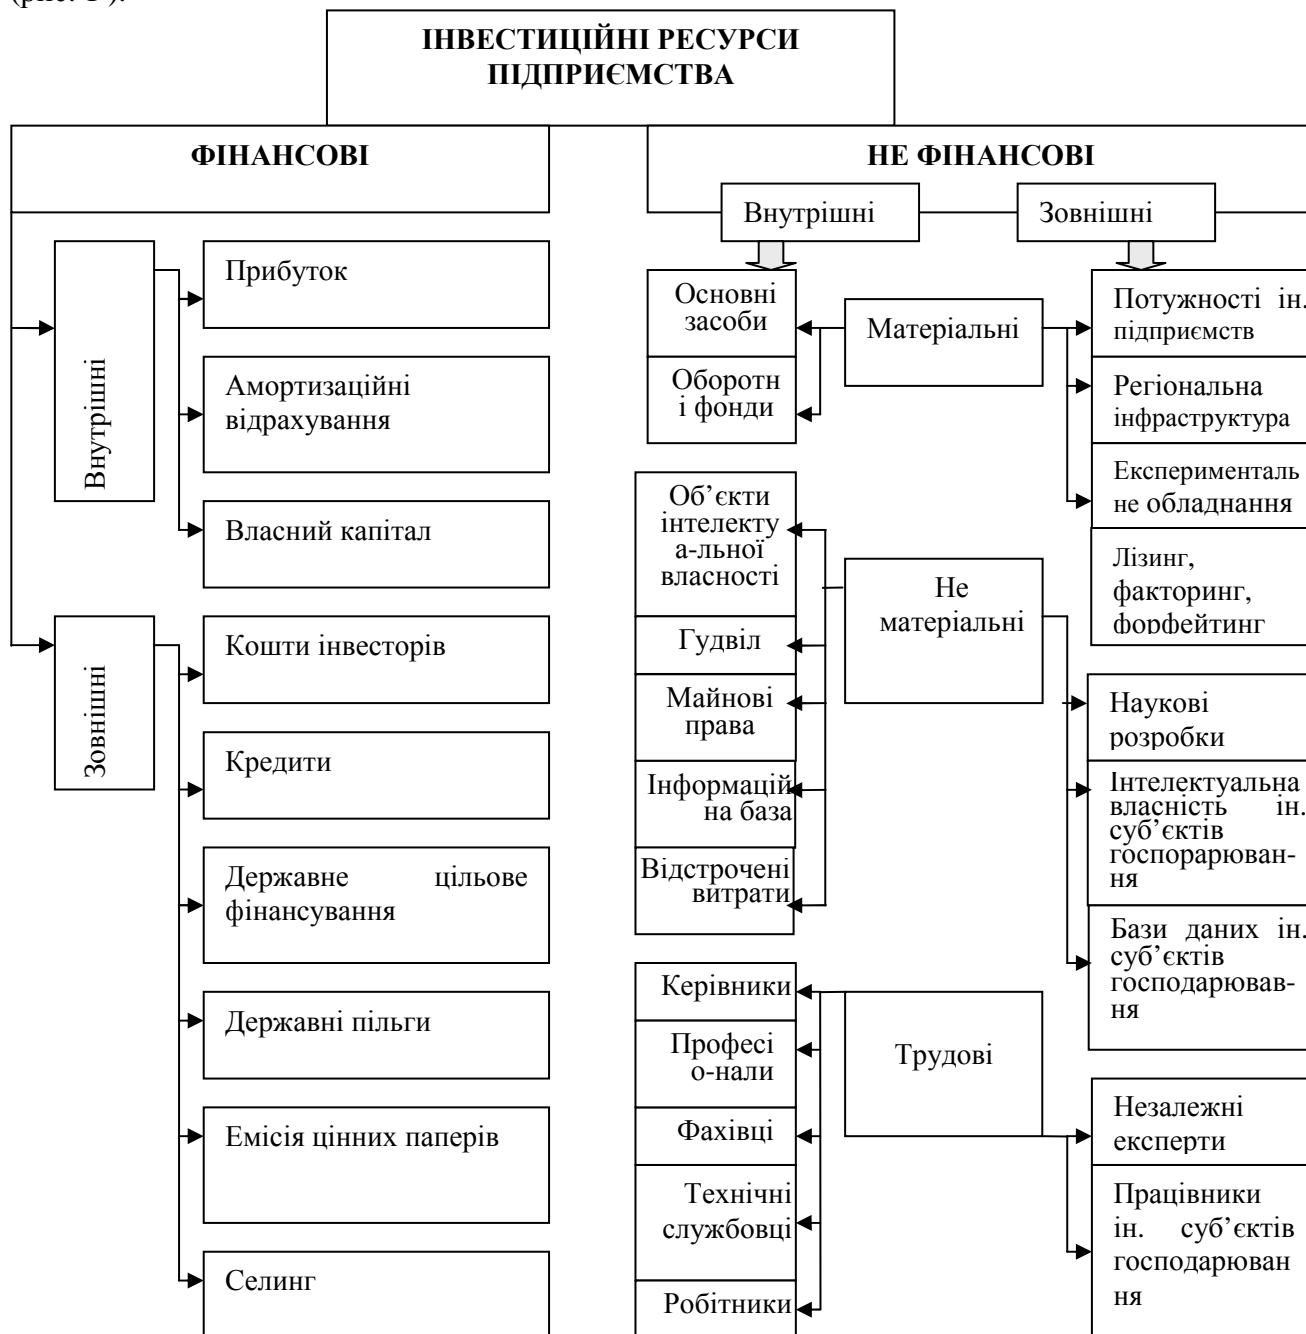 (рис. 1 ).
ІНВЕСТИЦІЙНІ РЕСУРСИ
ПІДПРИЄМСТВА
ФІНАНСОВІ
Внутрішні
Прибуток
Амортизаційні
відрахування
Власний капітал
Зовнішні
Кошти інвесторів
Кредити
Державне цільове
фінансування
Державні пільги
Емісія цінних паперів
Селинг
НЕ ФІНАНСОВІ
Внутрішні
Зовнішні
Основні
засоби
Оборотн
і фонди
Матеріальні
Потужності ін.
підприємств
Регіональна
інфраструктура
Експерименталь
не обладнання
Лізинг,
факторинг,
форфейтинг
Об’єкти
інтелекту
а-льної
власності
Гудвіл
Майнові
права
Інформацій
на база
Відстрочені
витрати
Не
матеріальні
Наукові
розробки
Інтелектуальна
власність ін.
суб’єктів
госпорарюван-
ня
Бази даних ін.
суб’єктів
господарював-
ня
Керівники
Професі
о-нали
Фахівці
Технічні
службовці
Робітники
Трудові
Незалежні
експерти
Працівники
ін. суб’єктів
господарюван
ня